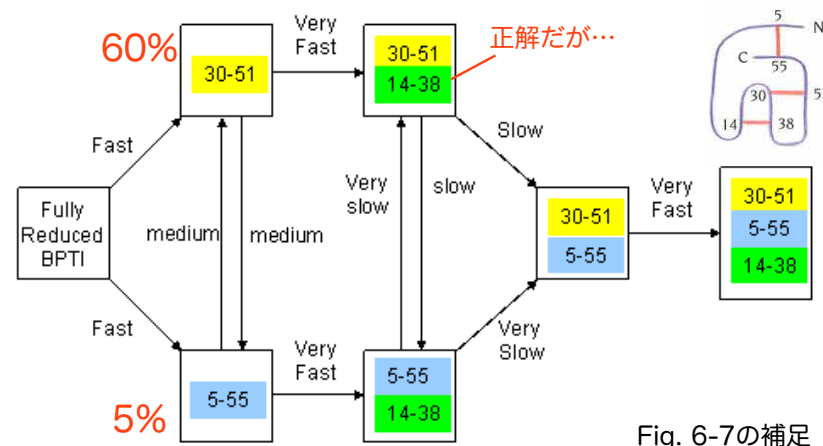 60%
30-51
Very
Fast
30-51
14-38
正解だが…
5
N
C
55
30
5
14
38
Fast
Slow
Fully
Reduced
BPTI
medium
medium
Very
slow
slow
30-51
5-55
Very
Fast
30-51
5-55
14-38
Fast
5-55
Very
Fast
5-55
14-38
Very
Slow
5%
Fig. 6-7の補足